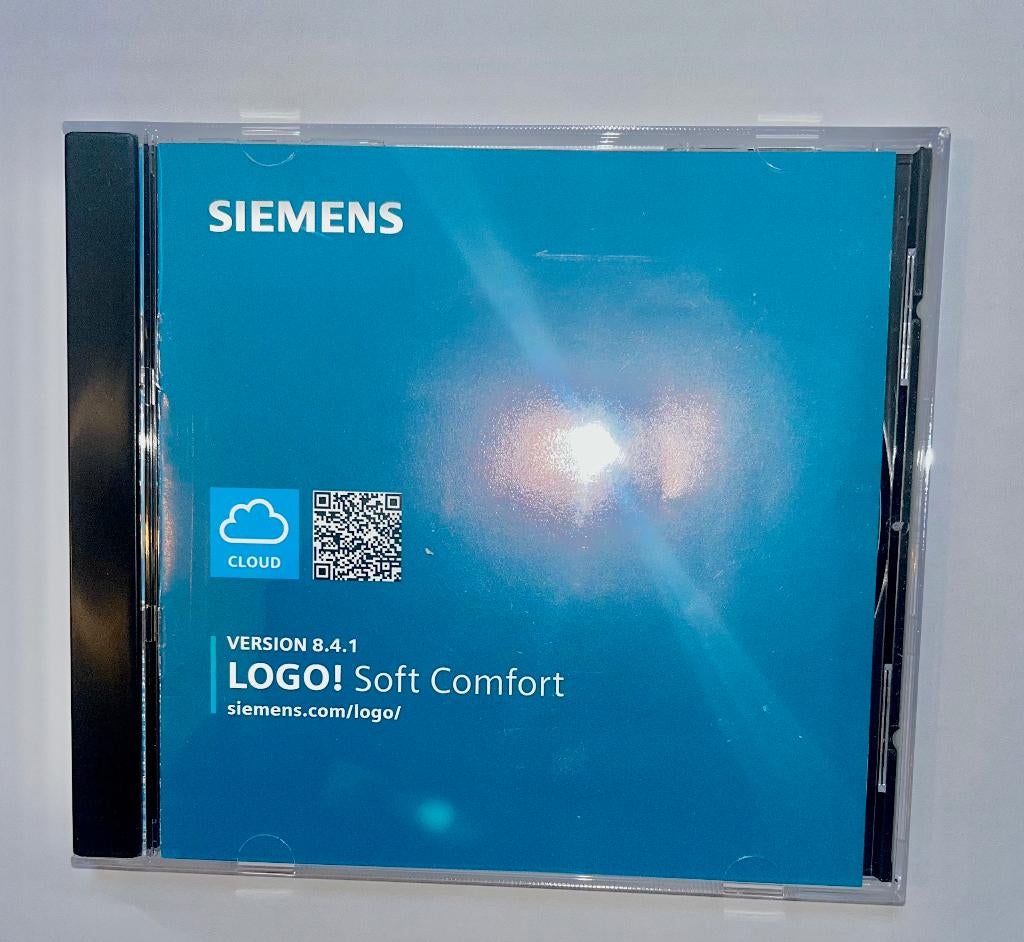 SIEMENS
CLOUD
VERSION 8.4.1
LOGO! Soft Comfort
siemens.com/logo/